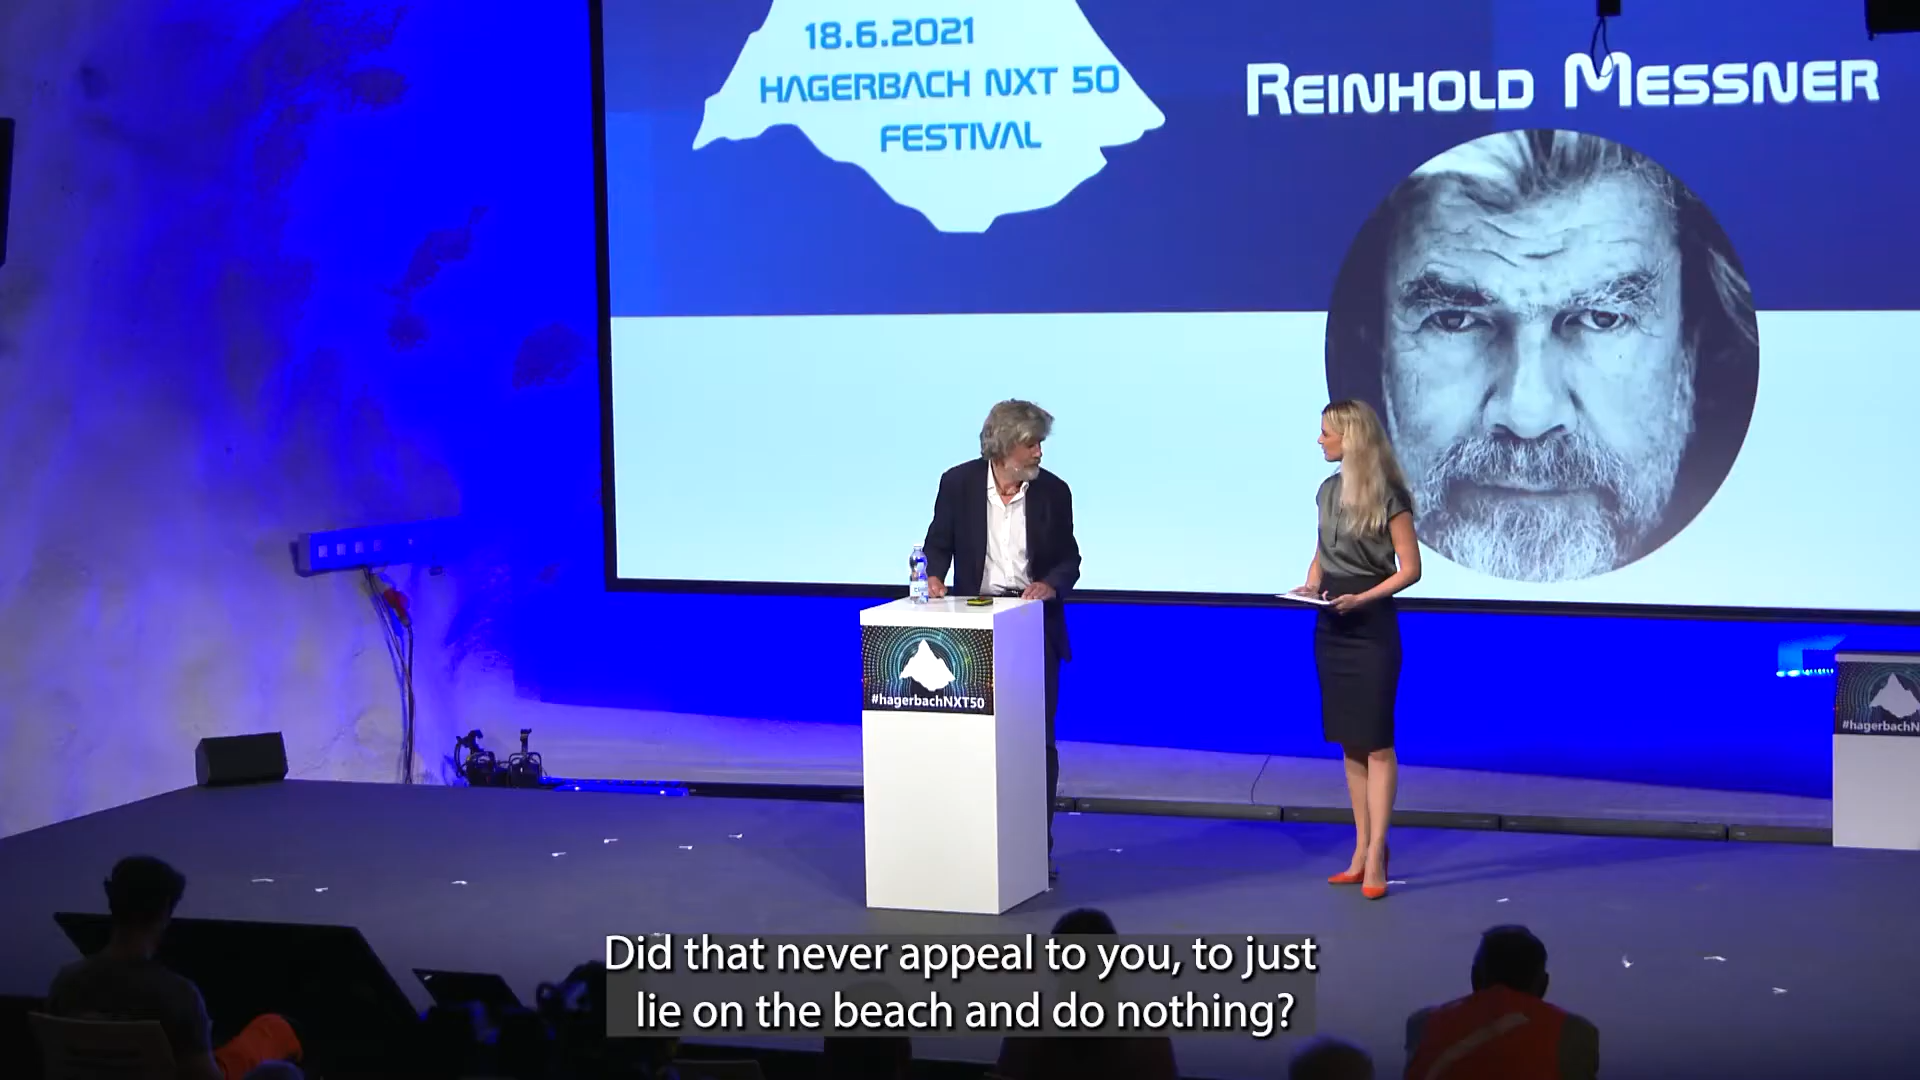 18.6.2021
HAGERBACH NXT 50
FESTIVAL
REINHOLD MESSNER
#hagerbachNXT50
#hagerbachN
Did that never appeal to you, to just
lie on the beach and do nothing?